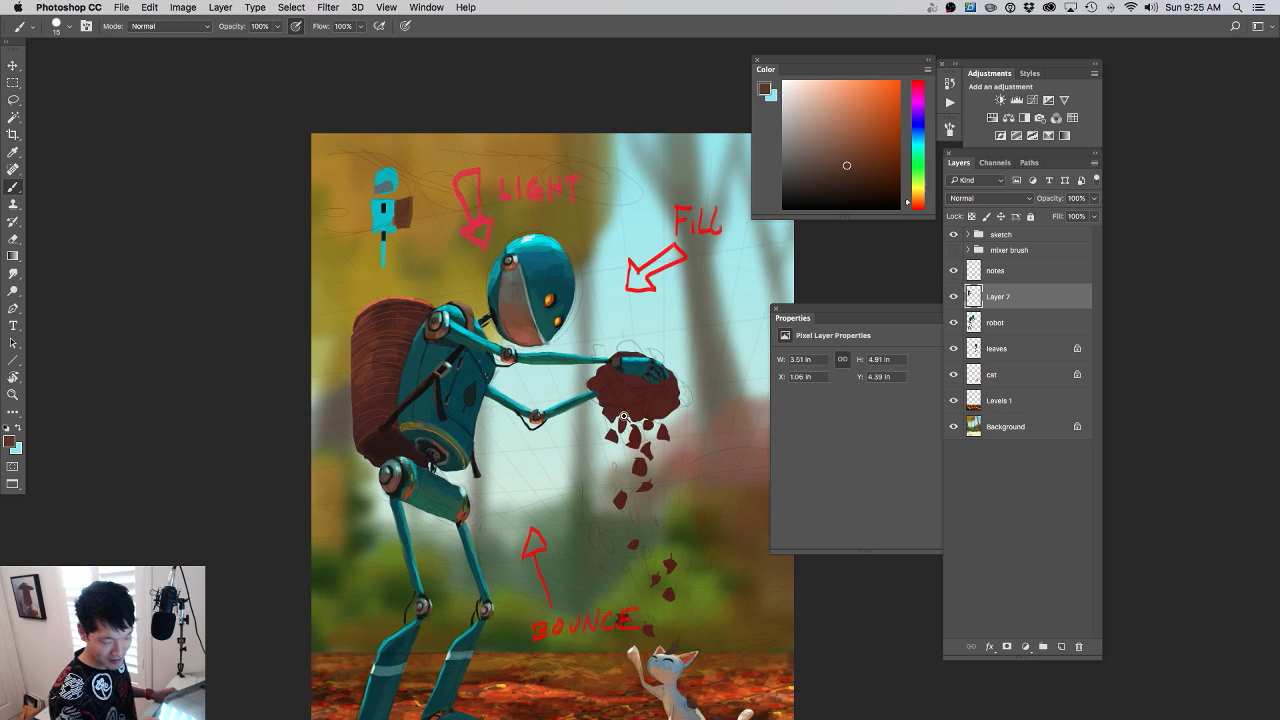 Photoshop CC File Edit Image Layer Type Select Filter 3D View Window Help Sun 9:25 AM
15 Mode: Normal Opacity: 100% Flow: 100%
Color
Adjustments Styles
Add an adjustment
Layers Channels Paths
Kind
Normal Opacity: 100%
Lock: Fill: 100%
sketch
mixer brush
notes
Layer 7
robot
leaves
cat
Levels 1
Background
Properties
Pixel Layer Properties
W: 3.51 in H: 4.91 in
X: 1.06 in Y: 4.39 in
LIGHT
FILL
BOUNCE